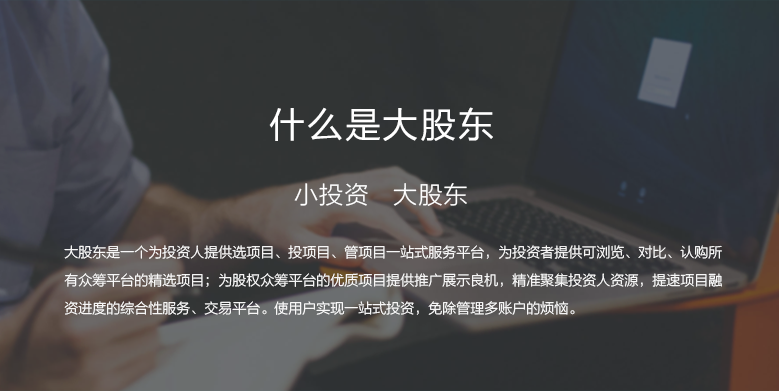 什么是大股东
小投资 大股东
大股东是一个为投资人提供选项目、投项目、管项目一站式服务平台，为投资者提供可浏览、对比、认购所
有众筹平台的精选项目；为股权众筹平台的优质项目提供推广展示良机，精准聚集投资人资源，提速项目融
资进度的综合性服务、交易平台。使用户实现一站式投资，免除管理多账户的烦恼。